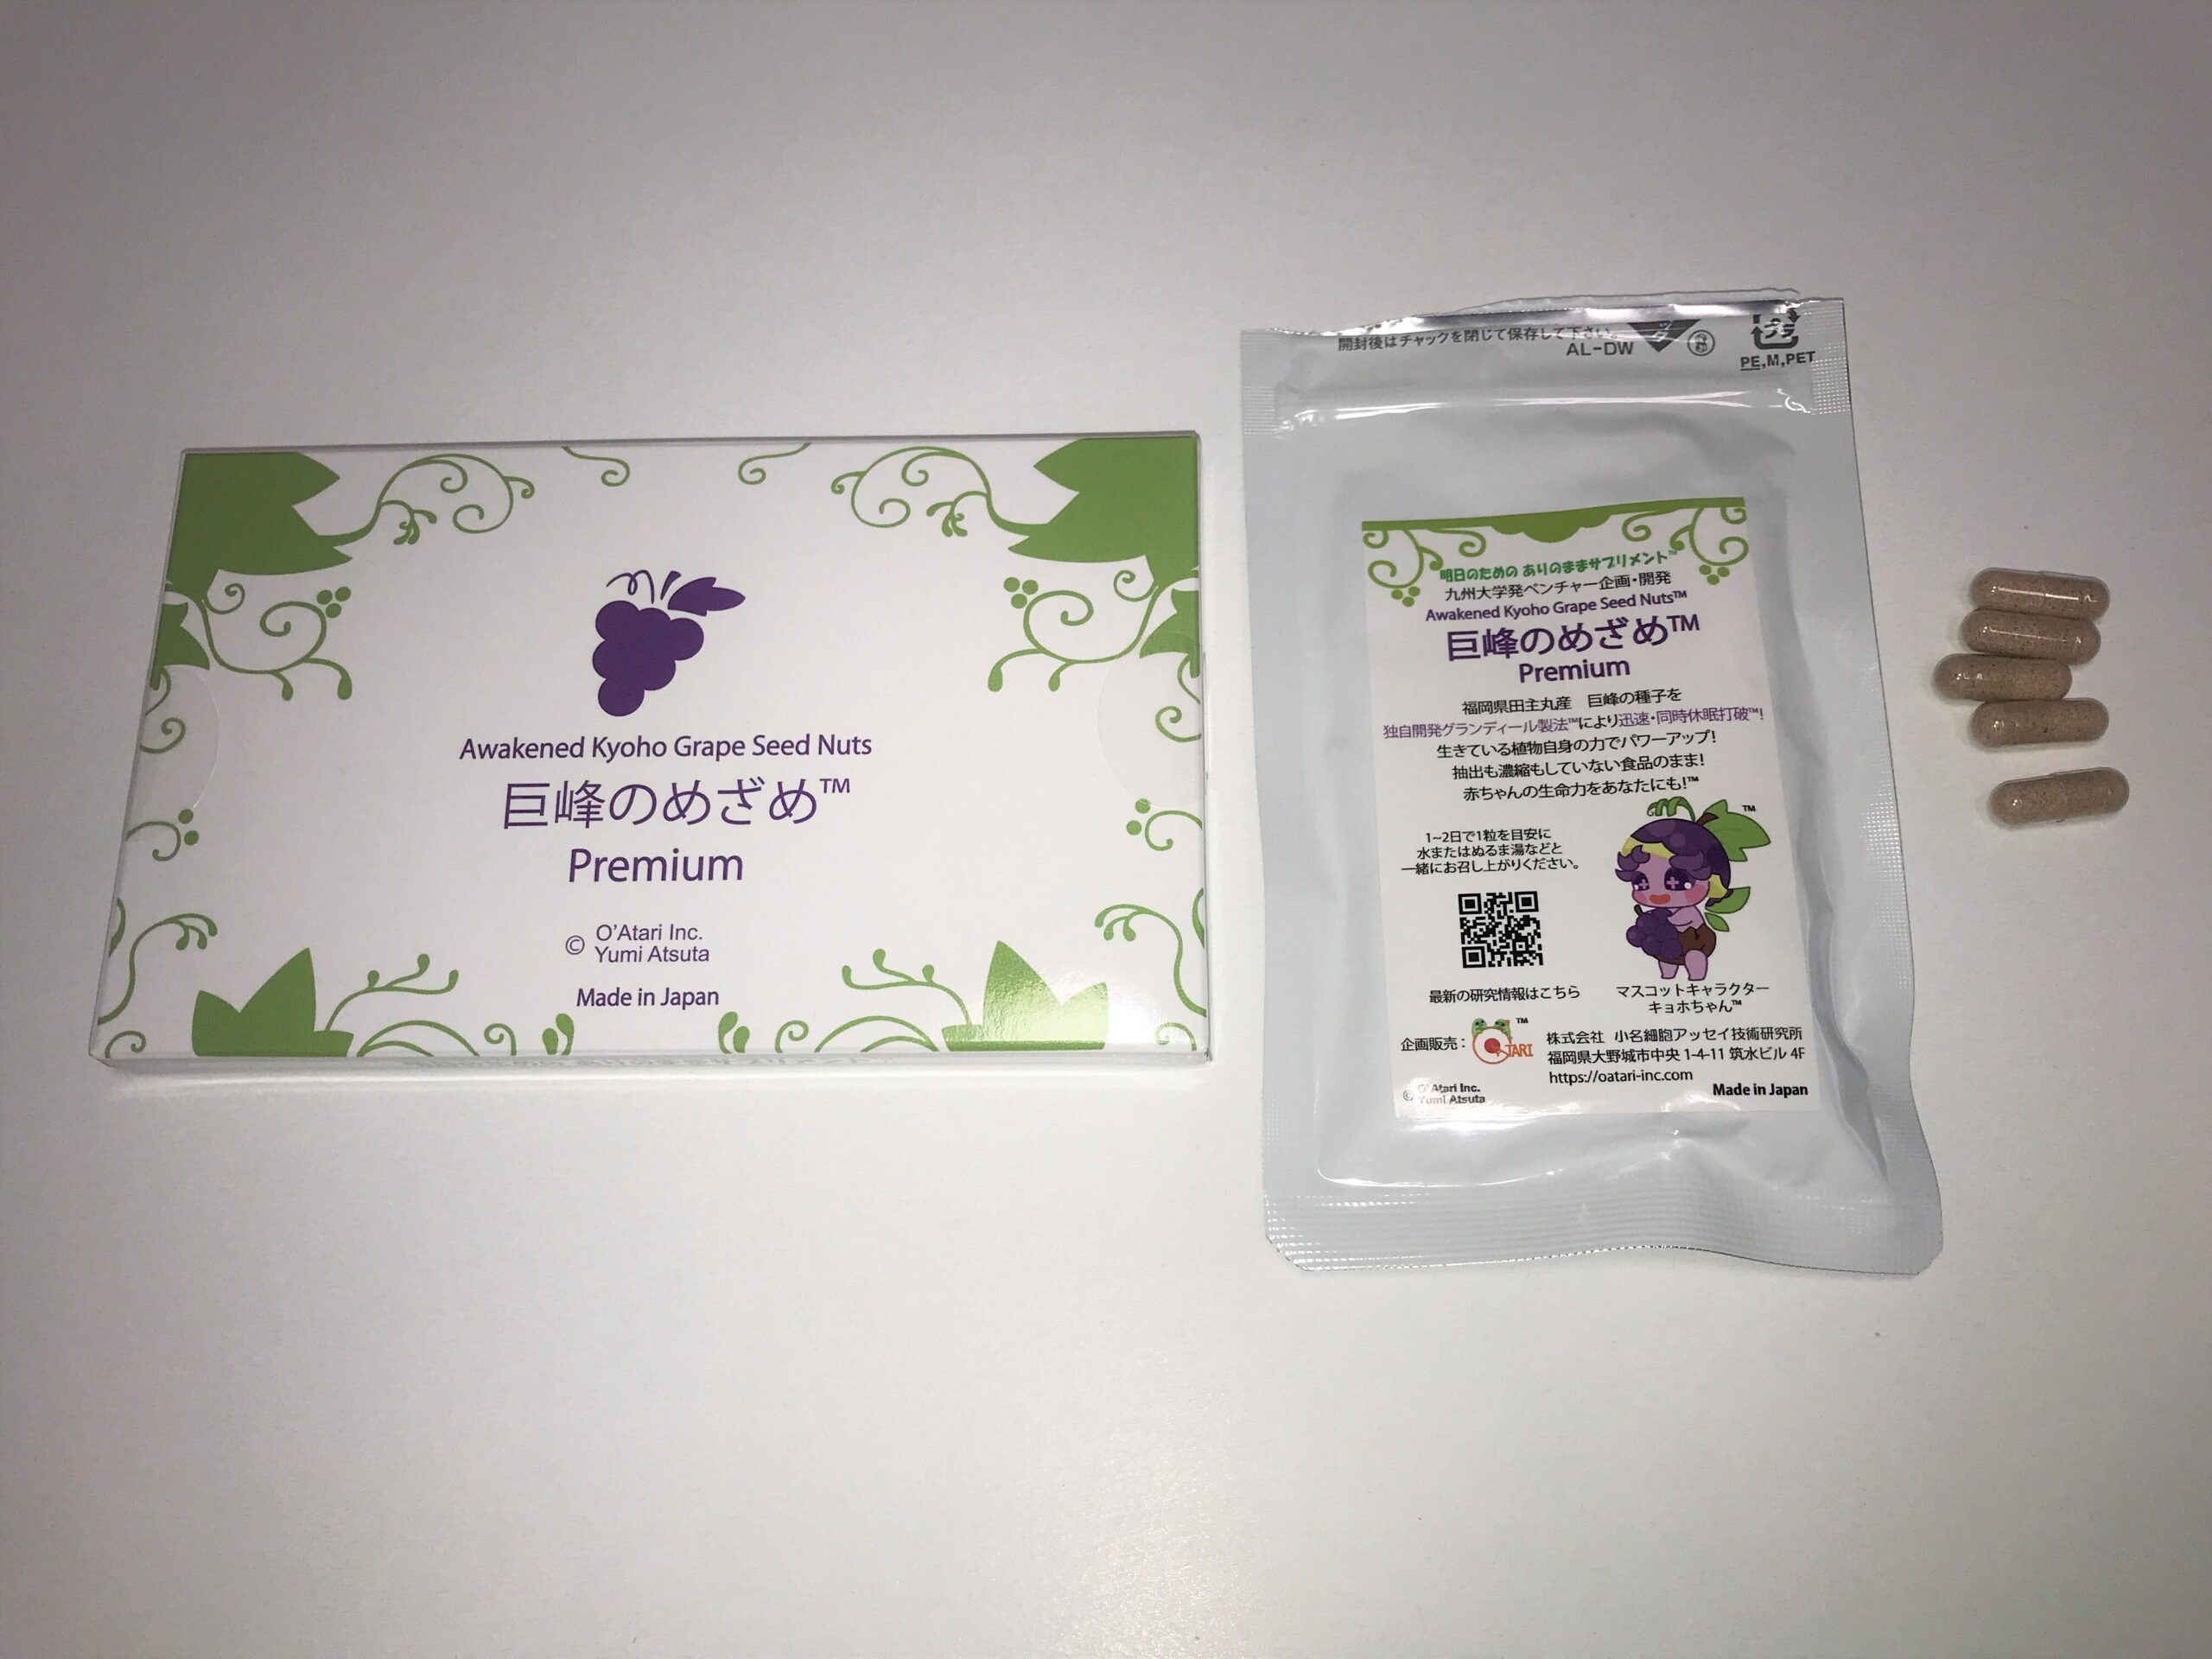 Awakened Kyoho Grape Seed Nuts
巨峰のめざめ™
Premium
© O'Atari Inc.
Yumi Atsuta
Made in Japan
開封後はチャックを閉じて保存して下さい。
AL-DW
プラ
PE,M,PET
明日のための ありのままサプリメント™
九州大学発ベンチャー企画・開発
Awakened Kyoho Grape Seed Nuts™
巨峰のめざめ™
Premium
福岡県田主丸産 巨峰の種子を
独自開発グランディール製法™により迅速・同時休眠打破™!
生きている植物自身の力でパワーアップ!
抽出も濃縮もしていない食品のまま!
赤ちゃんの生命力をあなたにも!™
1~2日で1粒を目安に
水またはぬるま湯などと
一緒にお召し上がりください。
TM
最新の研究情報はこちら
マスコットキャラクター
キョホちゃん™
企画販売:
TARI
TM
株式会社 小名細胞アッセイ技術研究所
福岡県大野城市中央 1-4-11 筑水ビル 4F
https://oatari-inc.com
© O'Atari Inc.
Yumi Atsuta
Made in Japan